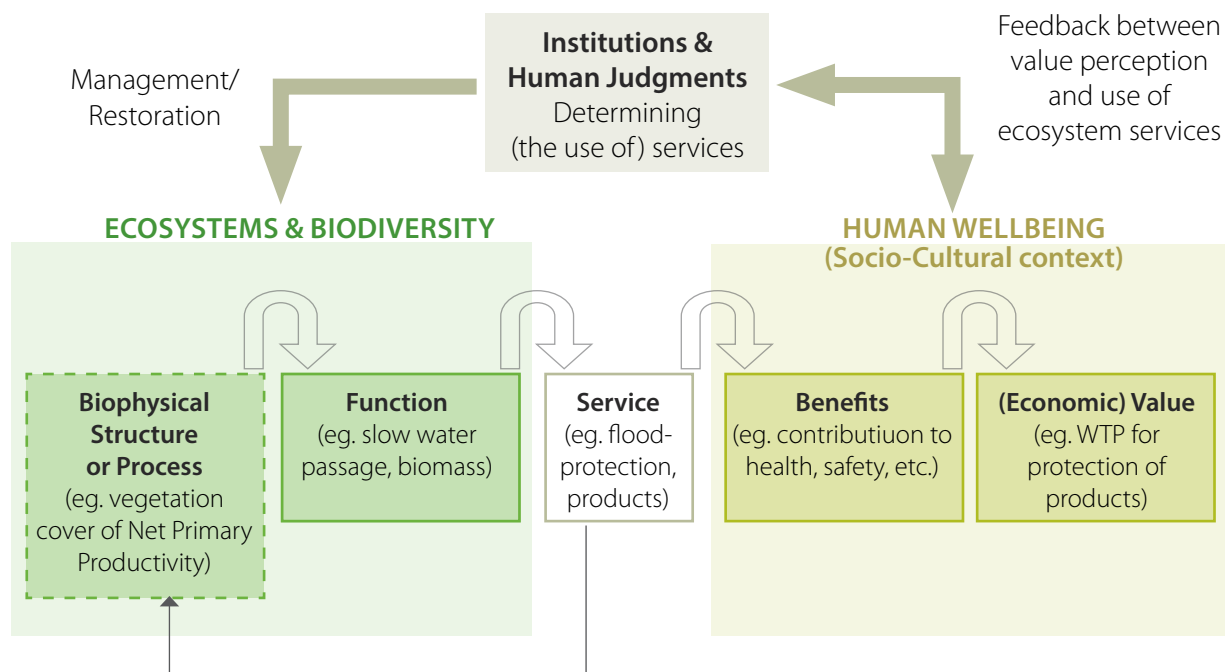 Management/
Restoration
Institutions &
Human Judgments
Determining
(the use of) services
Feedback between
value perception
and use of
ecosystem services
ECOSYSTEMS & BIODIVERSITY
HUMAN WELLBEING
(Socio-Cultural context)
Biophysical
Structure
or Process
(eg. vegetation
cover of Net Primary
Productivity)
Function
(eg. slow water
passage, biomass)
Service
(eg. flood-
protection,
products)
Benefits
(eg. contributiuon to
health, safety, etc.)
(Economic) Value
(eg. WTP for
protection of
products)